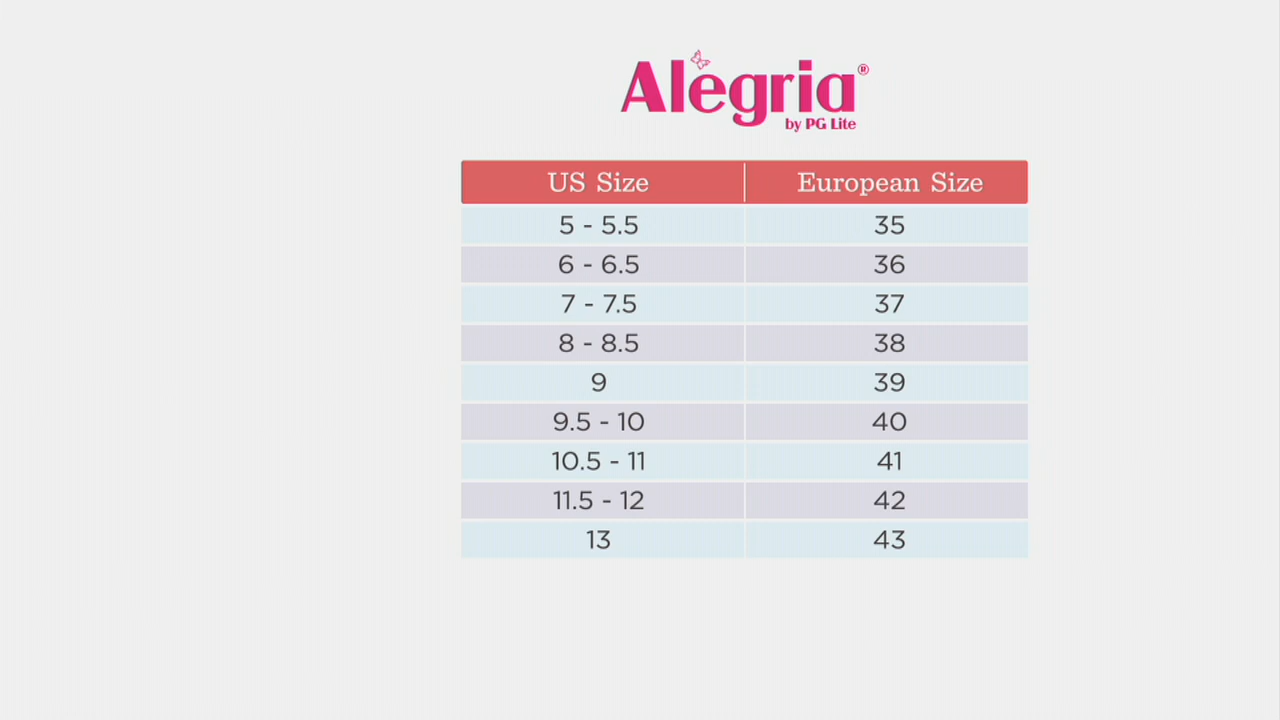 Alegria®
by PG Lite
US Size European Size
5 - 5.5 35
6 - 6.5 36
7 - 7.5 37
8 - 8.5 38
9 39
9.5 - 10 40
10.5 - 11 41
11.5 - 12 42
13 43